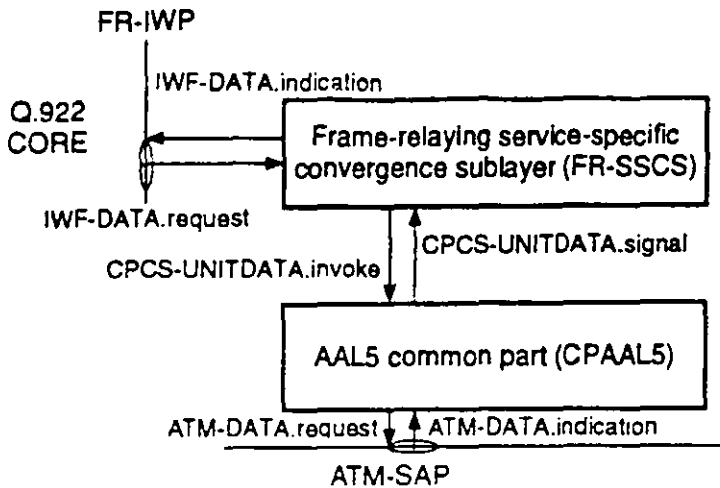 FR-IWP
IWF-DATA.indication
Q.922
CORE
Frame-relaying service-specific
convergence sublayer (FR-SSCS)
IWF-DATA.request
CPCS-UNITDATA.signal
CPCS-UNITDATA.invoke
AAL5 common part (CPAAL5)
ATM-DATA.request
ATM-DATA.indication
ATM-SAP